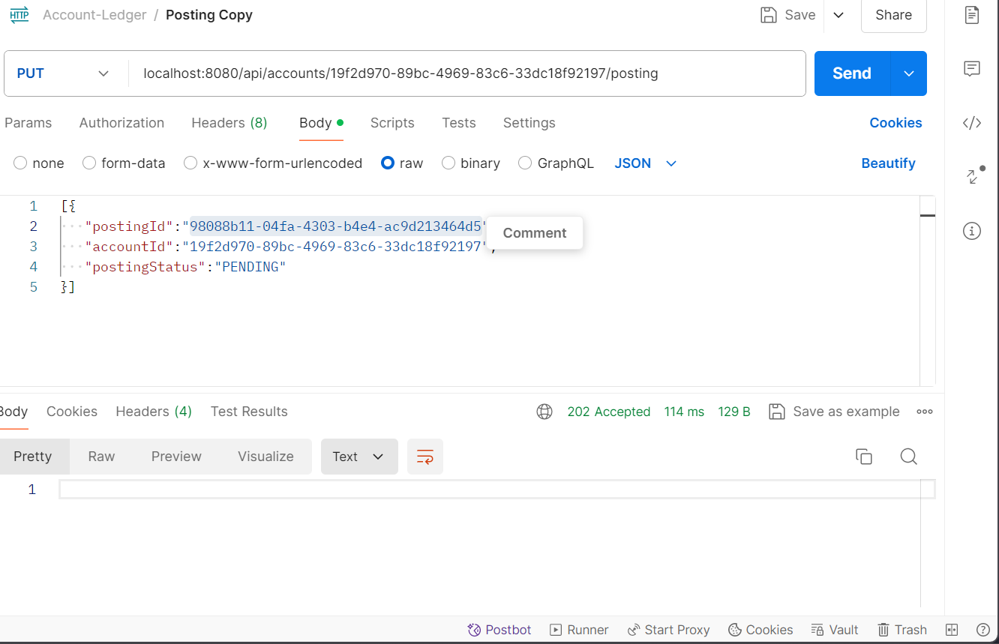 HTTP Account-Ledger / Posting Copy Save Share
PUT localhost:8080/api/accounts/19f2d970-89bc-4969-83c6-33dc18f92197/posting Send
Params Authorization Headers (8) Body Scripts Tests Settings Cookies
none form-data x-www-form-urlencoded raw binary GraphQL JSON Beautify
1 [{
2 "postingId":"98088b11-04fa-4303-b4e4-ac9d213464d5"
Comment
3 "accountId":"19f2d970-89bc-4969-83c6-33dc18f92197",
4 "postingStatus":"PENDING"
5 }]
Body Cookies Headers (4) Test Results 202 Accepted 114 ms 129 B Save as example
Pretty Raw Preview Visualize Text
1
Postbot Runner Start Proxy Cookies Vault Trash